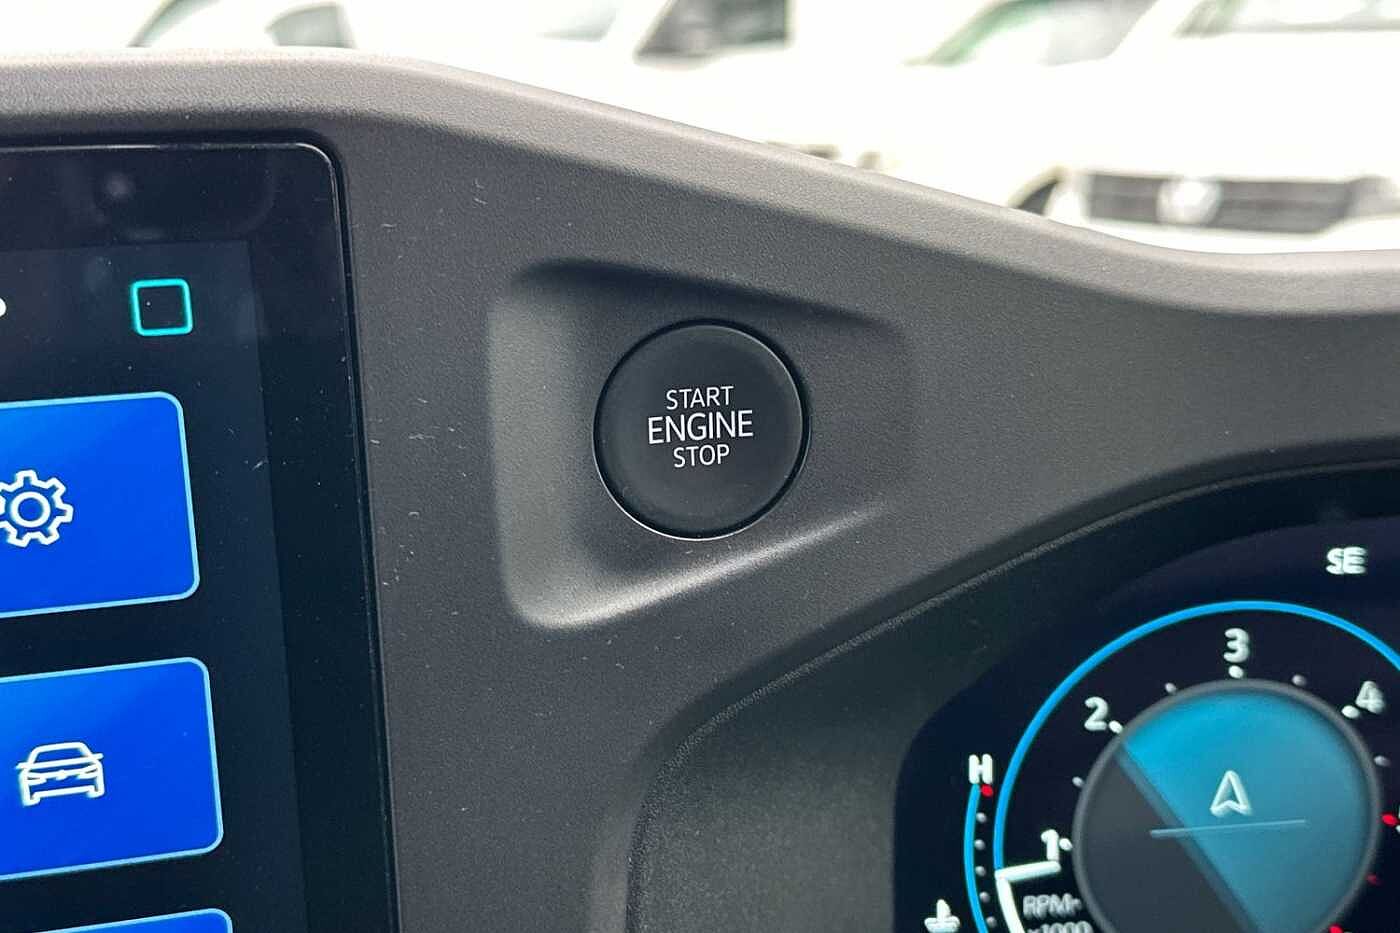 START
ENGINE
STOP
SE
3
2
4
H
1
RPM
x1000